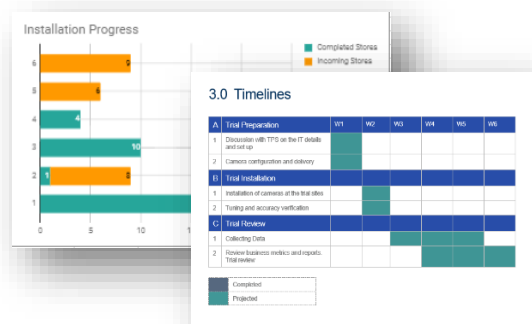 Installation Progress
Completed Stores
Incoming Stores
6 9
5 6
4 4
3 10
2 1 8
1
0 5 10 1
3.0 Timelines
A Trial Preparation W1 W2 W3 W4 W5 W6
1 Discussion with TPS on the IT details
and set up
2 Camera configuration and delivery
B Trial Installation
1 Installation of cameras at the trial sites
2 Tuning and accuracy verification
C Trial Review
1 Collecting Data
2 Review business metrics and reports.
Trial review
Completed
Projected